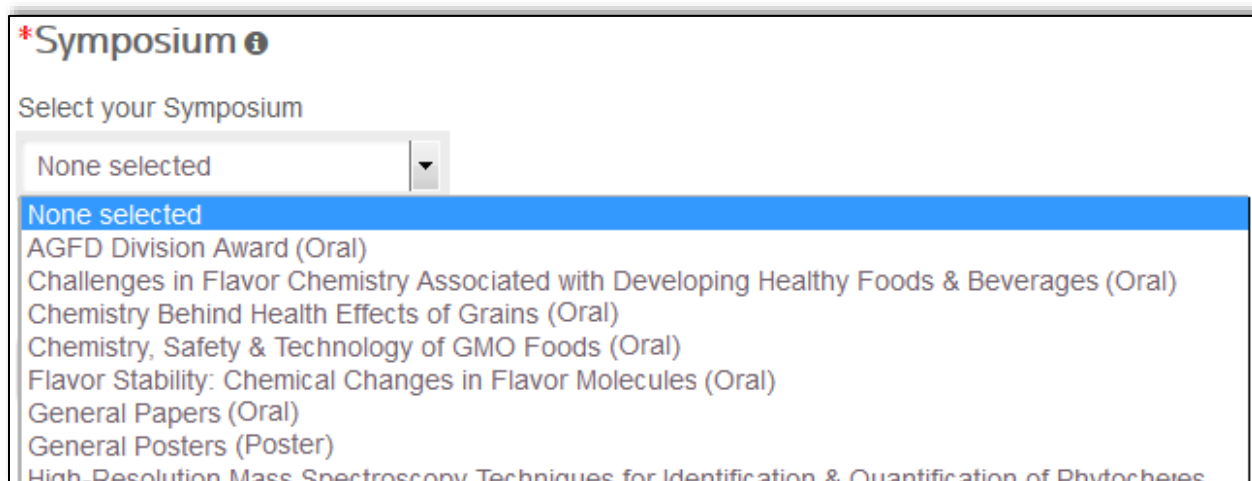 *Symposium
Select your Symposium
None selected
None selected
AGFD Division Award (Oral)
Challenges in Flavor Chemistry Associated with Developing Healthy Foods & Beverages (Oral)
Chemistry Behind Health Effects of Grains (Oral)
Chemistry, Safety & Technology of GMO Foods (Oral)
Flavor Stability: Chemical Changes in Flavor Molecules (Oral)
General Papers (Oral)
General Posters (Poster)
High-Resolution Mass Spectroscopy Techniques for Identification & Quantification of